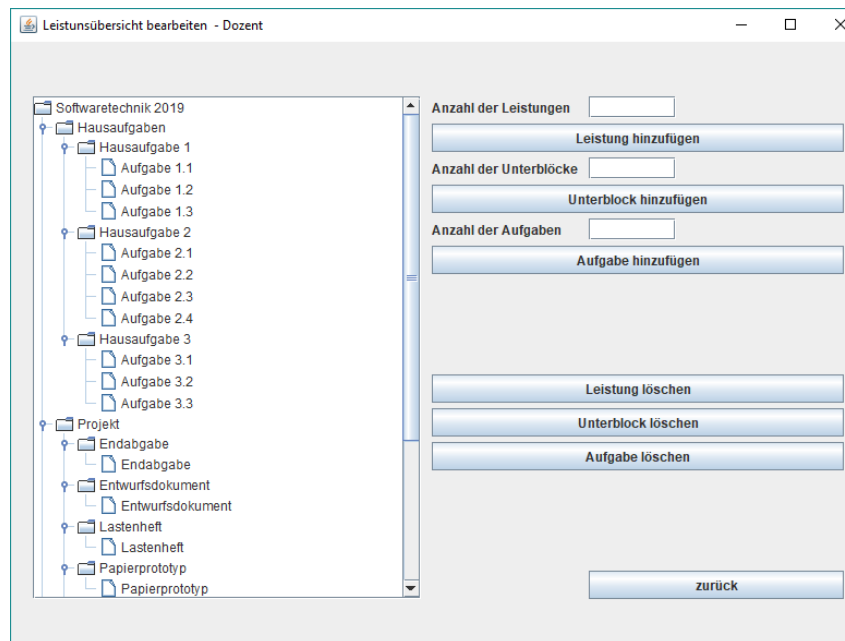 Leistunsübersicht bearbeiten - Dozent
Softwaretechnik 2019
Hausaufgaben
Hausaufgabe 1
Aufgabe 1.1
Aufgabe 1.2
Aufgabe 1.3
Hausaufgabe 2
Aufgabe 2.1
Aufgabe 2.2
Aufgabe 2.3
Aufgabe 2.4
Hausaufgabe 3
Aufgabe 3.1
Aufgabe 3.2
Aufgabe 3.3
Projekt
Endabgabe
Endabgabe
Entwurfsdokument
Entwurfsdokument
Lastenheft
Lastenheft
Papierprototyp
Papierprototyp
Anzahl der Leistungen
Leistung hinzufügen
Anzahl der Unterblöcke
Unterblock hinzufügen
Anzahl der Aufgaben
Aufgabe hinzufügen
Leistung löschen
Unterblock löschen
Aufgabe löschen
zurück